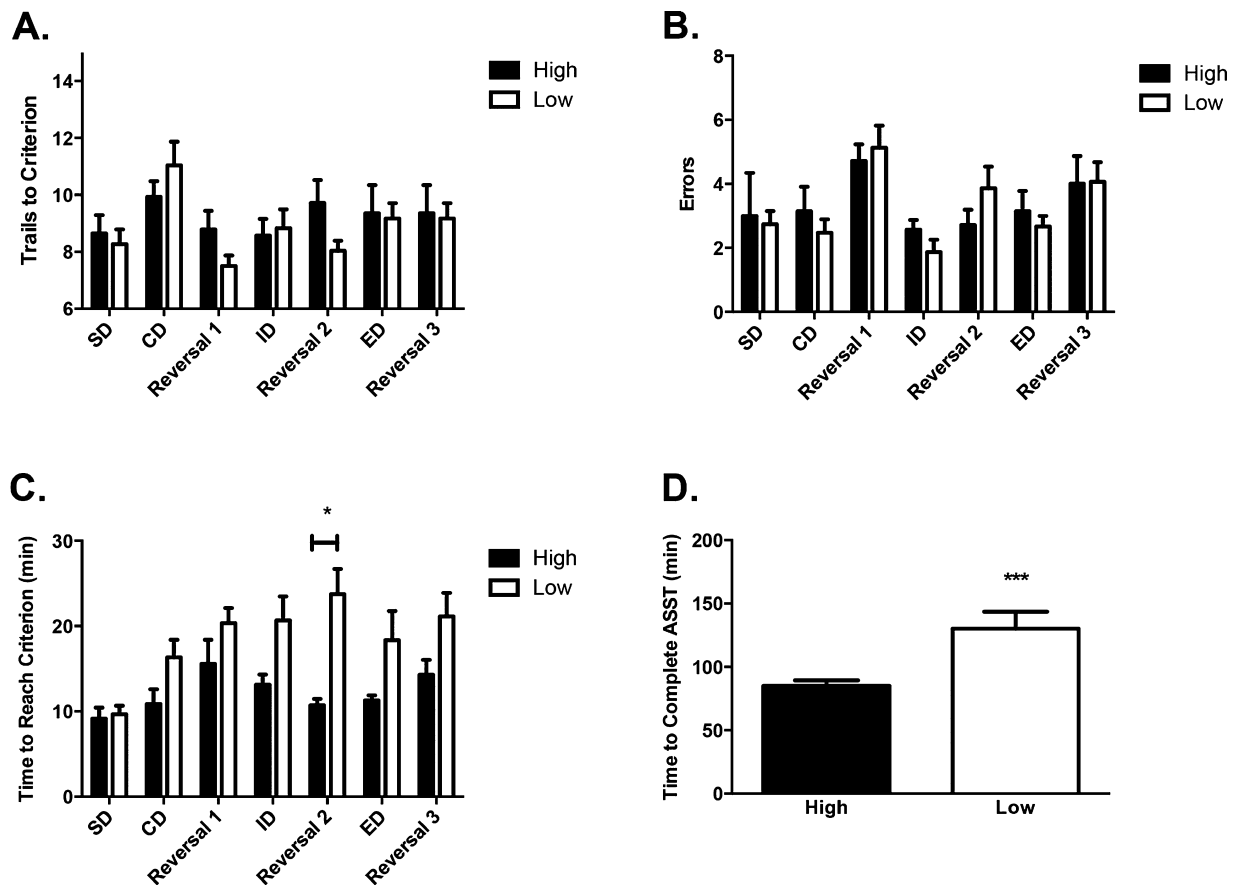 A.
Trails to Criterion
14
12
10
8
6
SD
CD
Reversal 1
ID
Reversal 2
ED
Reversal 3
High
Low
B.
Errors
8
6
4
2
0
SD
CD
Reversal 1
ID
Reversal 2
ED
Reversal 3
High
Low
C.
Time to Reach Criterion (min)
30
20
10
0
*
SD
CD
Reversal 1
ID
Reversal 2
ED
Reversal 3
High
Low
D.
Time to Complete ASST (min)
200
150
100
50
0
***
High
Low